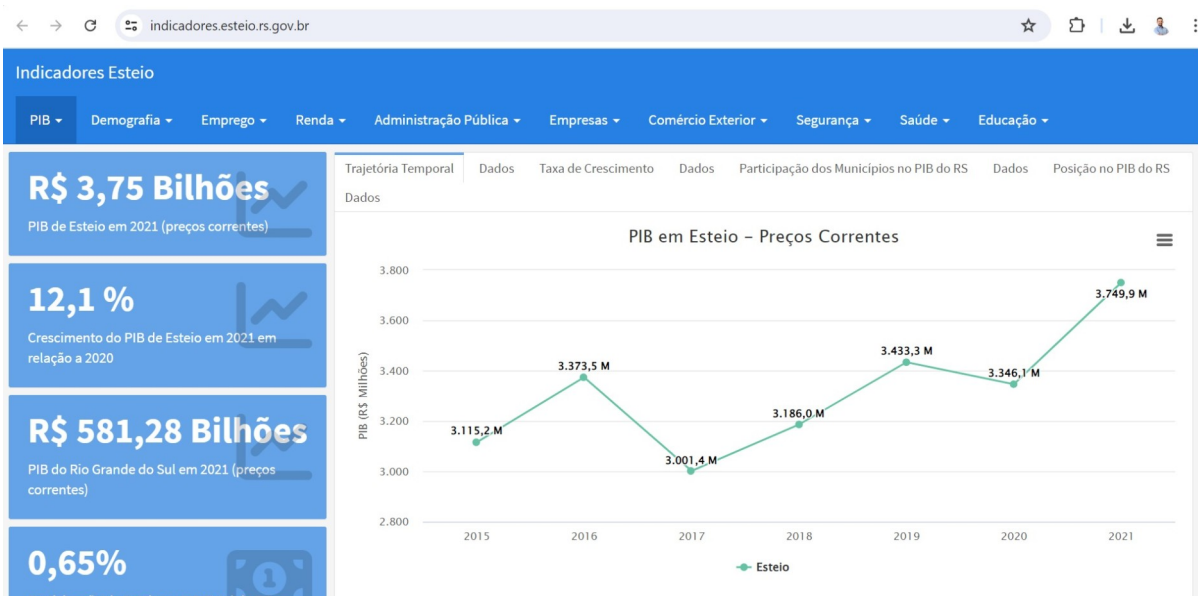 indicadores.esteio.rs.gov.br
Indicadores Esteio
PIB Demografia Emprego Renda Administração Pública Empresas Comércio Exterior Segurança Saúde Educação
R$ 3,75 Bilhões
PIB de Esteio em 2021 (preços correntes)
12,1 %
Crescimento do PIB de Esteio em 2021 em
relação a 2020
R$ 581,28 Bilhões
PIB do Rio Grande do Sul em 2021 (preços
correntes)
0,65%
1
Trajetória Temporal Dados Taxa de Crescimento Dados Participação dos Municípios no PIB do RS Dados Posição no PIB do RS
Dados
PIB em Esteio – Preços Correntes
PIB (R$ Milhões)
3.800
3.600
3.400
3.200
3.000
2.800
3.115,2 M
3.373,5 M
3.001,4 M
3.186,0 M
3.433,3 M
3.346,1 M
3.749,9 M
2015 2016 2017 2018 2019 2020 2021
Esteio